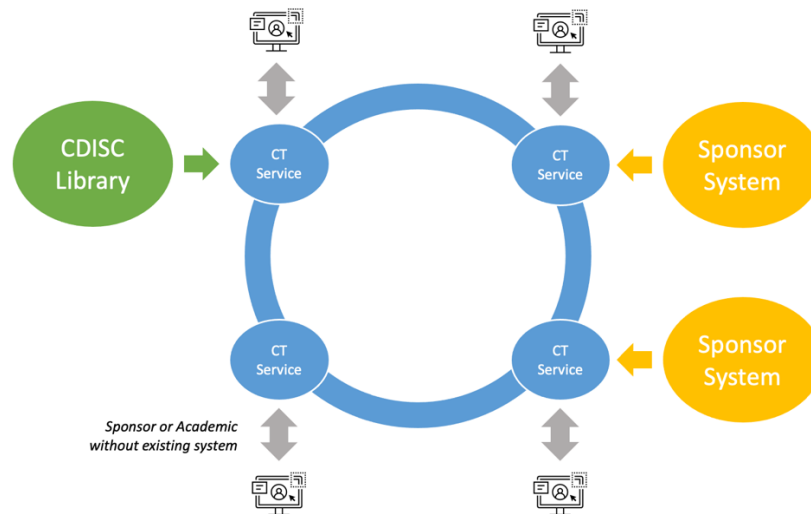 CDISC
Library
CT
Service
CT
Service
Sponsor
System
CT
Service
CT
Service
Sponsor
System
Sponsor or Academic
without existing system